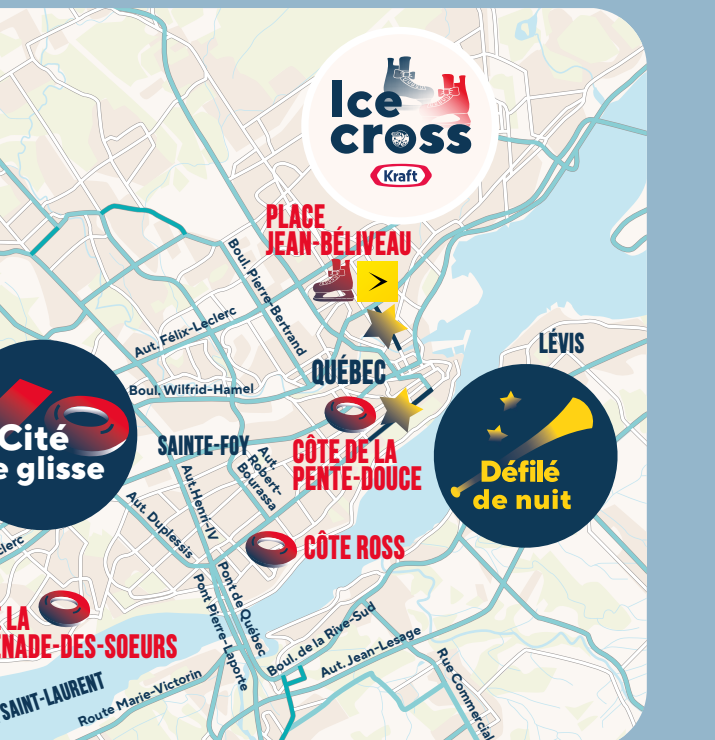 Ice
cross
Kraft
PLACE
JEAN-BÉLIVEAU
Boul. Pierre-Bertrand
Aut. Félix-Leclerc
LÉVIS
QUÉBEC
Boul. Wilfrid-Hamel
Cité
e glisse
SAINTE-FOY
Aut.
Robert-
Bourassa
CÔTE DE LA
PENTE-DOUCE
Défilé
de nuit
Aut.Henri-IV
Aut. Duplessis
clerc
CÔTE ROSS
Pont de Québec
Pont Pierre-Laporte
LA
ENADE-DES-SOEURS
Boul. de la Rive-Sud
Aut. Jean-Lesage
Rue Commercial
SAINT-LAURENT
Route Marie-Victorin